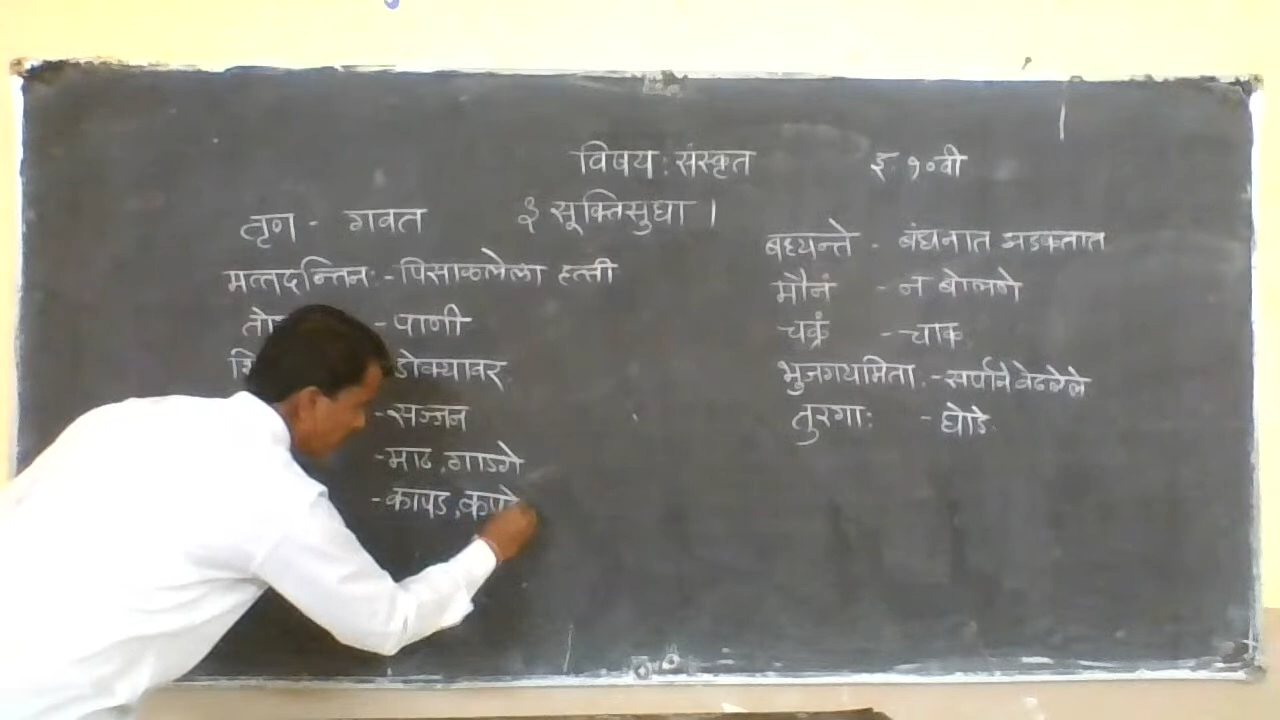 विषय : संस्कृत इ. १०वी
३ सूक्तिसुधा ।
तृण - गवत
मत्तदन्तिनः - पिसाळलेला हत्ती
- पाणी
- डोक्यावर
- सज्जन
- माठ, गाडगे
- कापड,
बध्यन्ते - बंधनात अडकतात
मौनं - न बोलणे
चक्रं - चाक
भुजगयमिता - सर्पाने वेढलेले
तुरगाः - घोडे